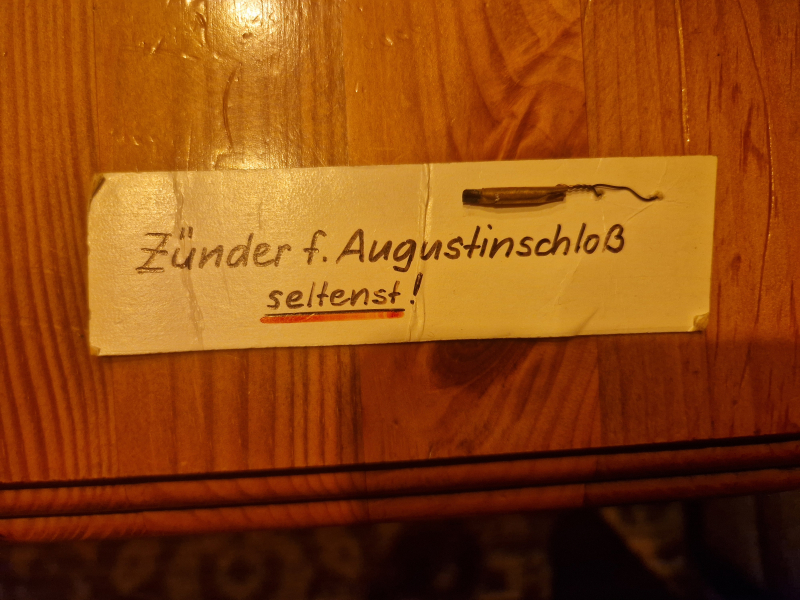 Zünder f. Augustinschloß
seltenst!